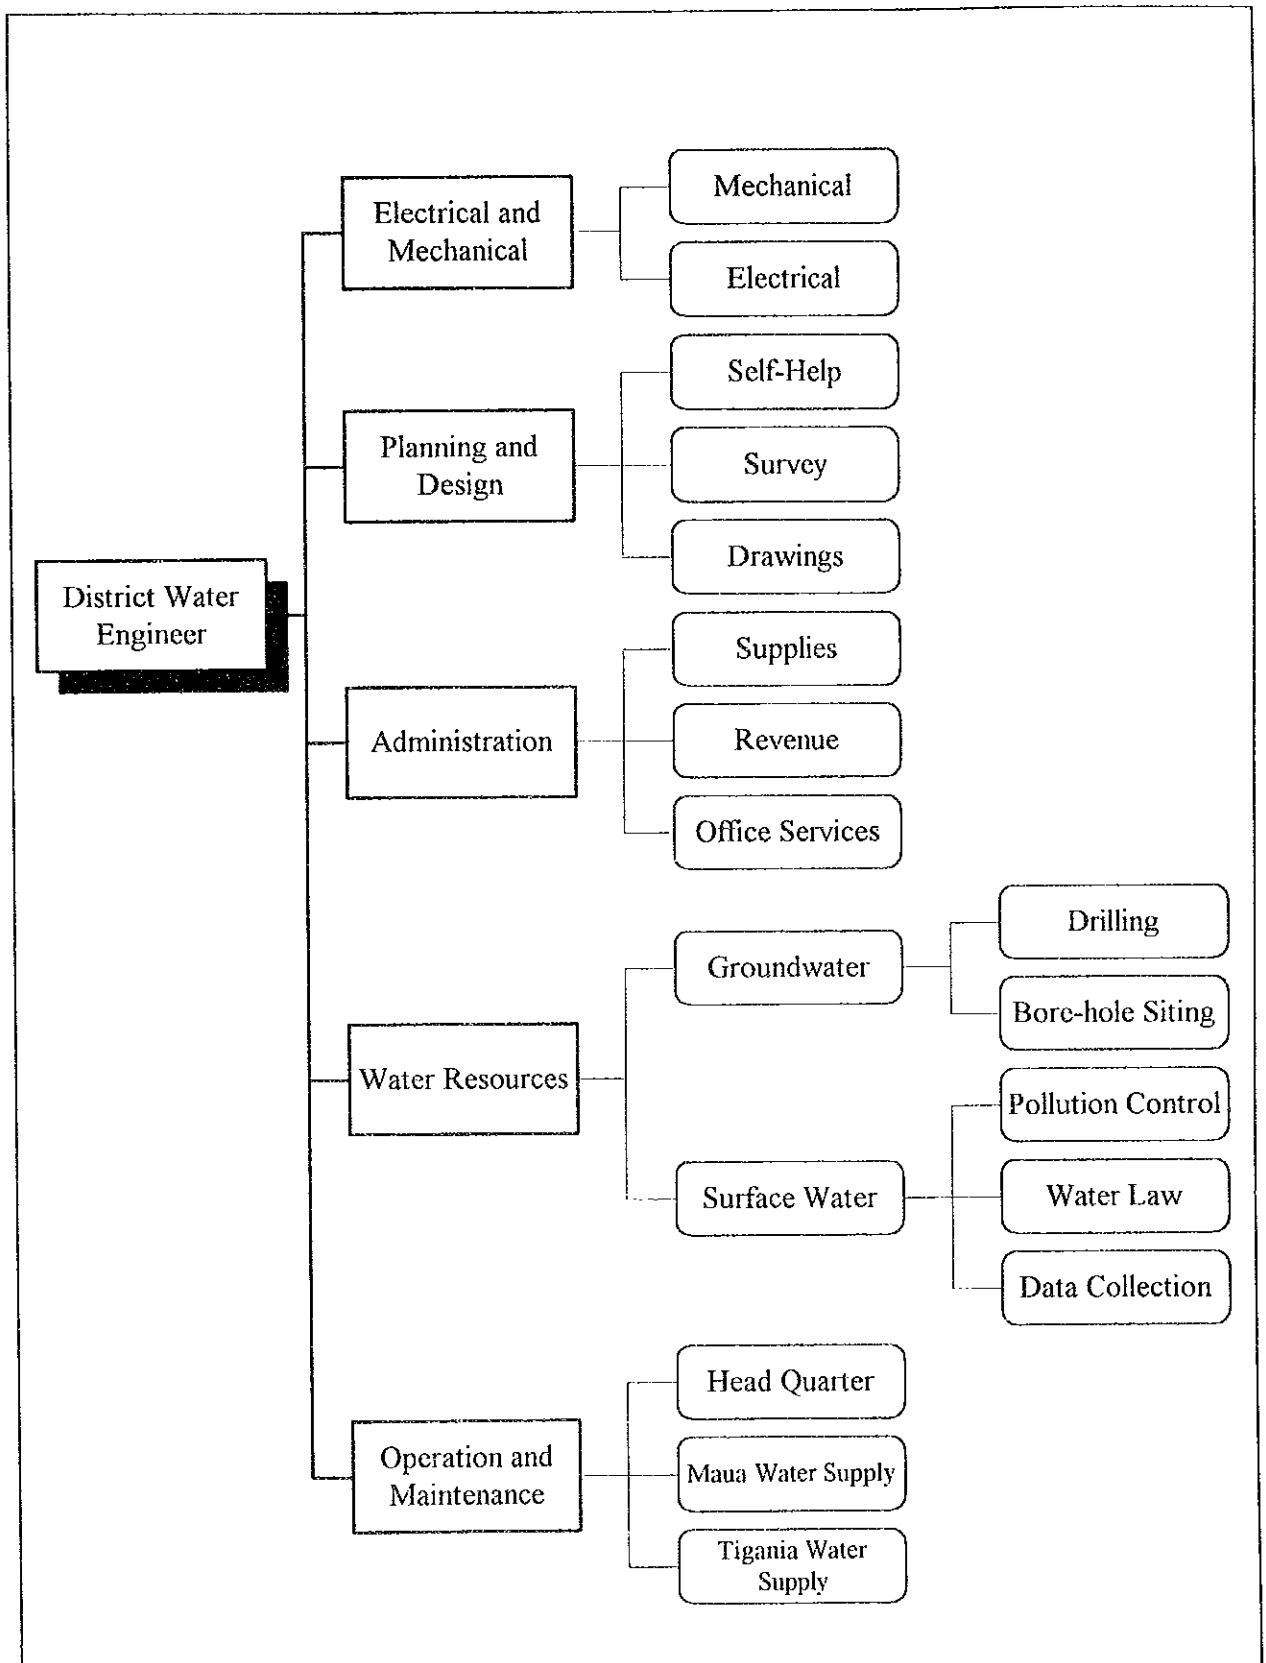 Mechanical
Electrical and
Mechanical
Electrical
Self-Help
Planning and
Design
Survey
Drawings
District Water
Engineer
Supplies
Administration
Revenue
Office Services
Drilling
Groundwater
Bore-hole Siting
Water Resources
Pollution Control
Surface Water
Water Law
Data Collection
Head Quarter
Operation and
Maintenance
Maua Water Supply
Tigania Water
Supply